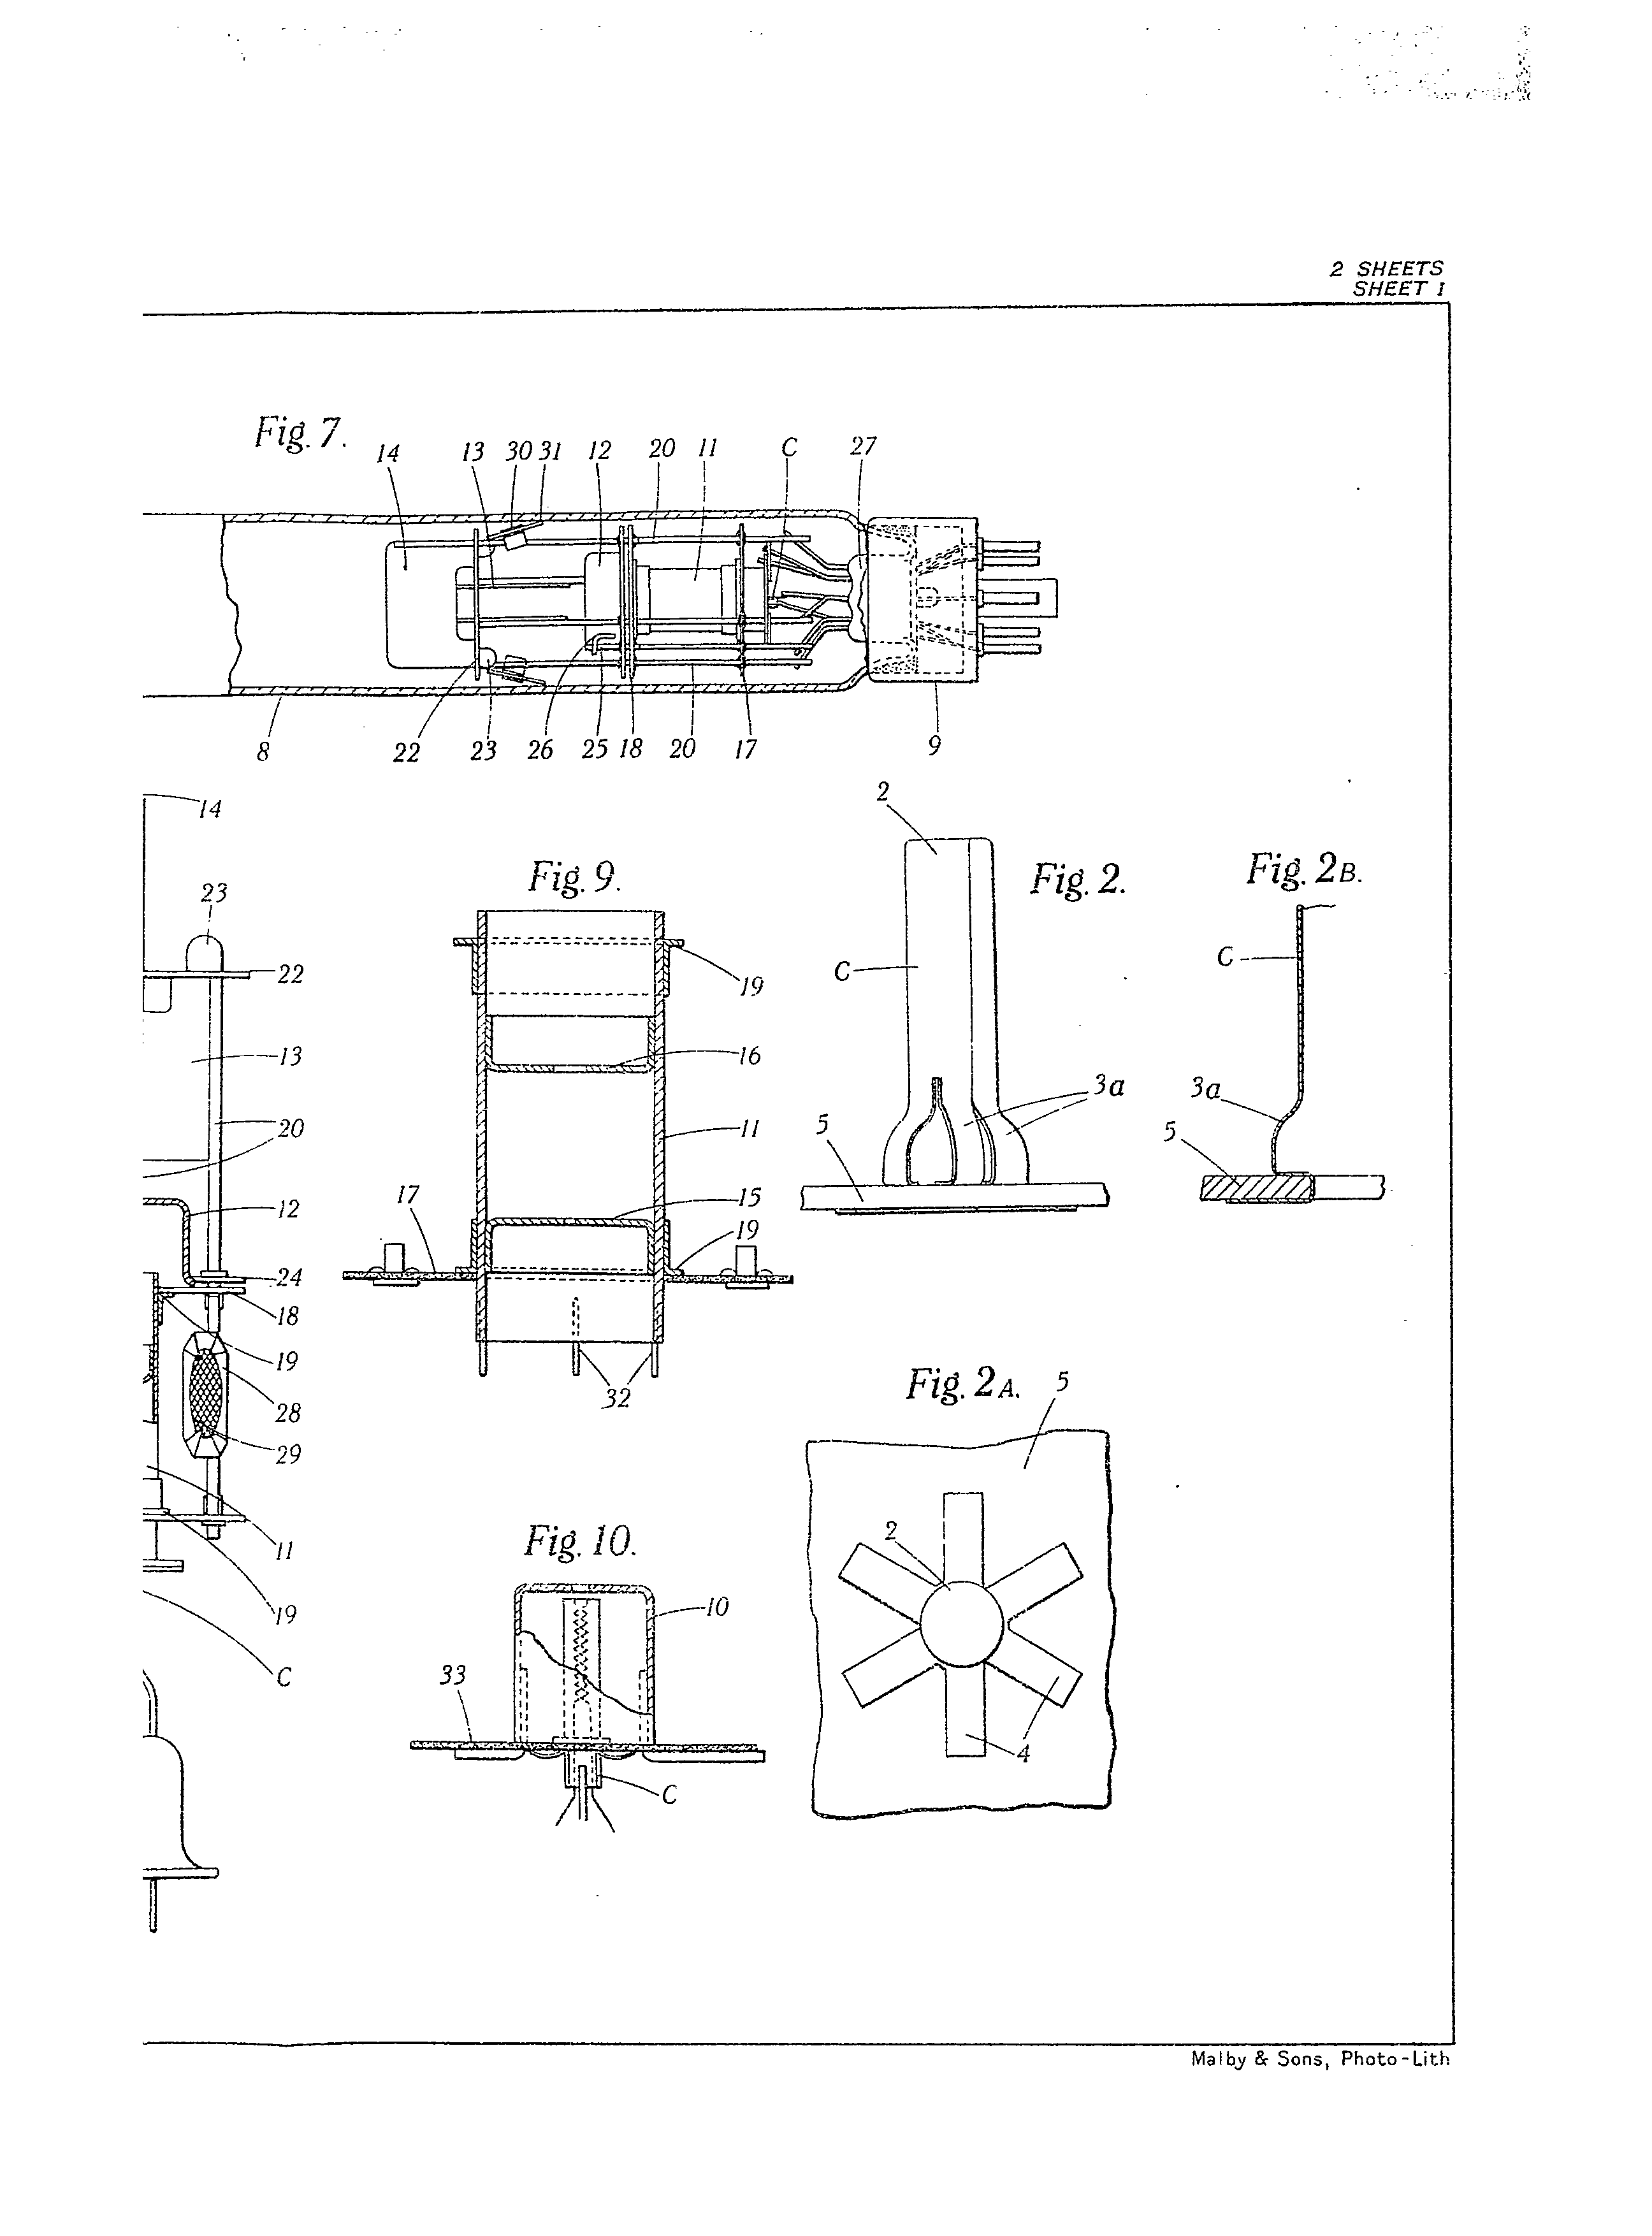 2 SHEETS
SHEET 1
Fig. 7.
14 13 30 31 12 20 11 C 27
8 22 23 26 25 18 20 17 9
14
23
22
13
20
12
24
18
19
28
29
11
19
C
Fig. 9.
19
16
11
17
15
19
32
Fig. 2.
2
C
3a
5
Fig. 2B.
C
3a
5
Fig. 2A.
5
2
4
Fig. 10.
10
33
C
Malby & Sons, Photo-Lith